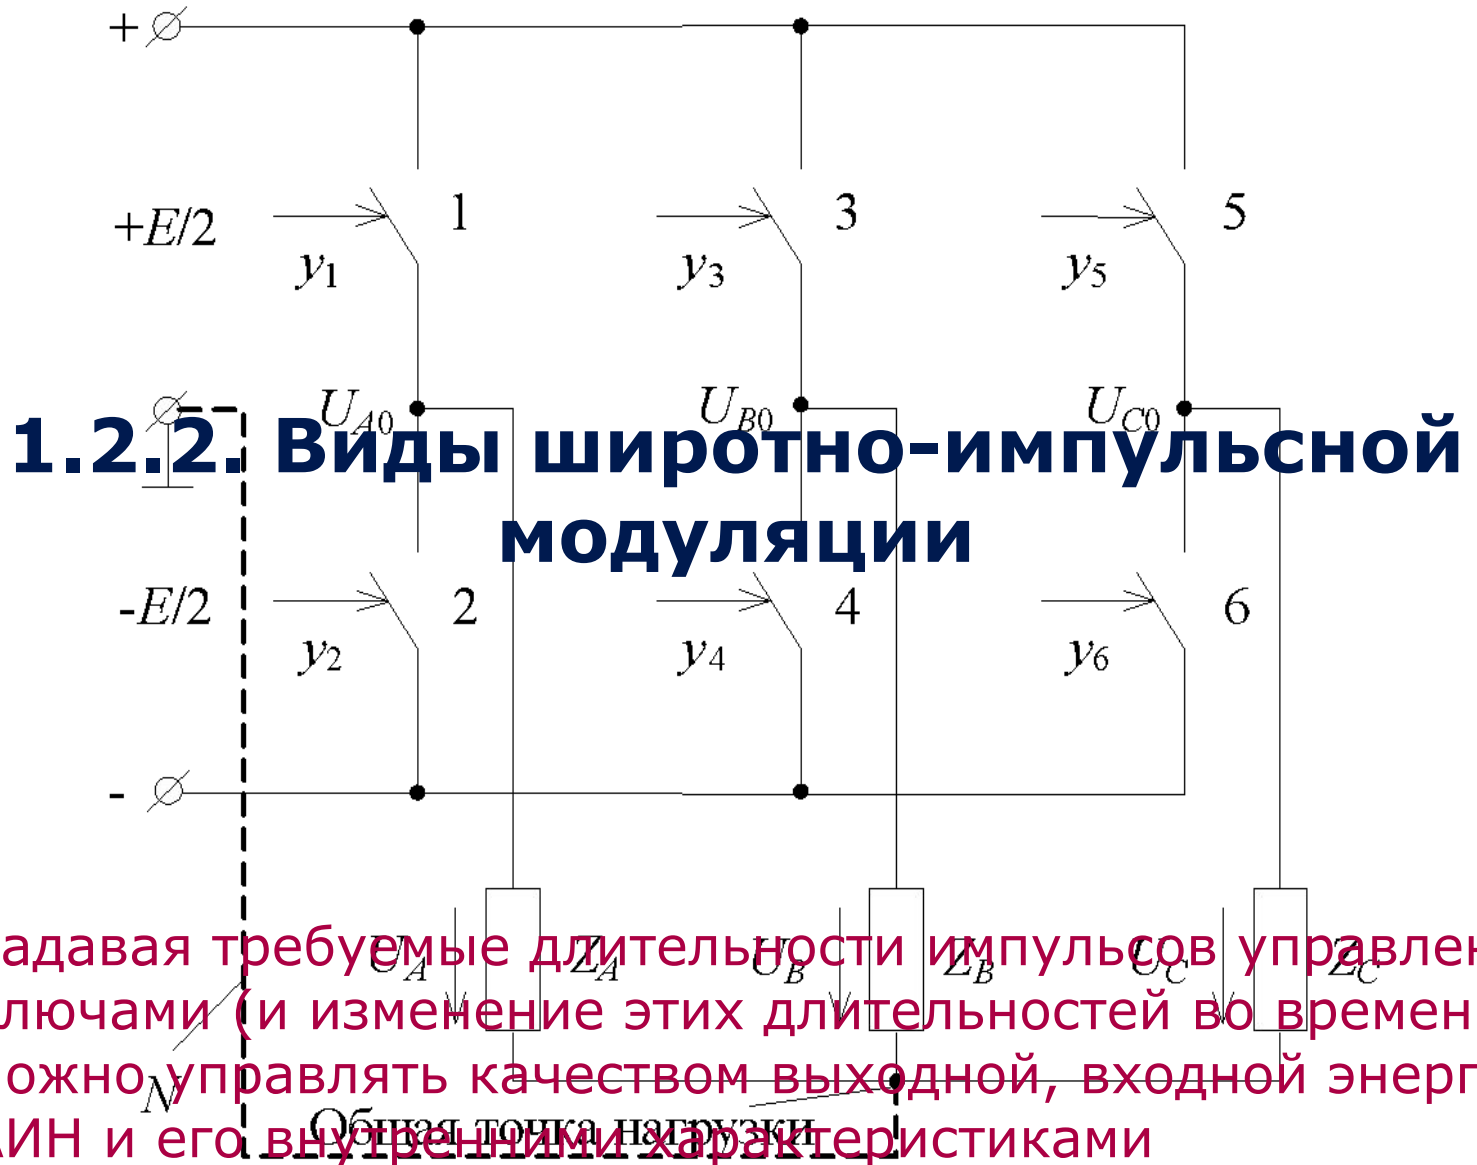 +
+E/2
1
3
5
y1
y3
y5
UA0
UB0
UC0
1.2.2. Виды широтно-импульсной
модуляции
-E/2
2
4
6
y2
y4
y6
-
UA
ZA
UB
ZB
UC
ZC
адавая требуемые длительности импульсов управлен
лючами (и изменение этих длительностей во времен
ожно управлять качеством выходной, входной энерг
ИН и его внутренними характеристиками
N
Общая точка нагрузки